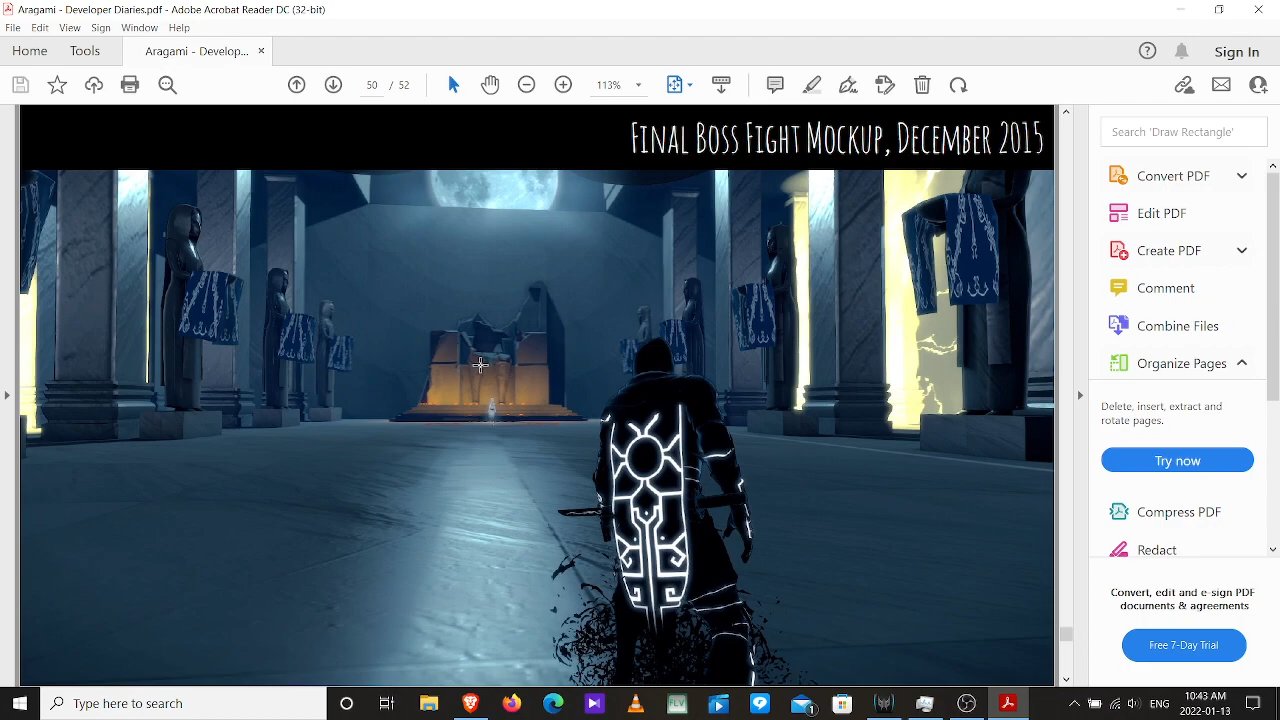 Aragami - Developer Diaries.pdf - Adobe Acrobat Reader DC (32-bit)
File Edit View Sign Window Help
Home Tools Aragami - Develop... × Sign In
50 / 52 113%
FINAL BOSS FIGHT MOCKUP, DECEMBER 2015
Search 'Draw Rectangle'
Convert PDF
Edit PDF
Create PDF
Comment
Combine Files
Organize Pages
Delete, insert, extract and
rotate pages.
Try now
Compress PDF
Redact
Convert, edit and e-sign PDF
documents & agreements
Free 7-Day Trial
Type here to search
FLV
1
ENG
10:43 AM
2022-01-13